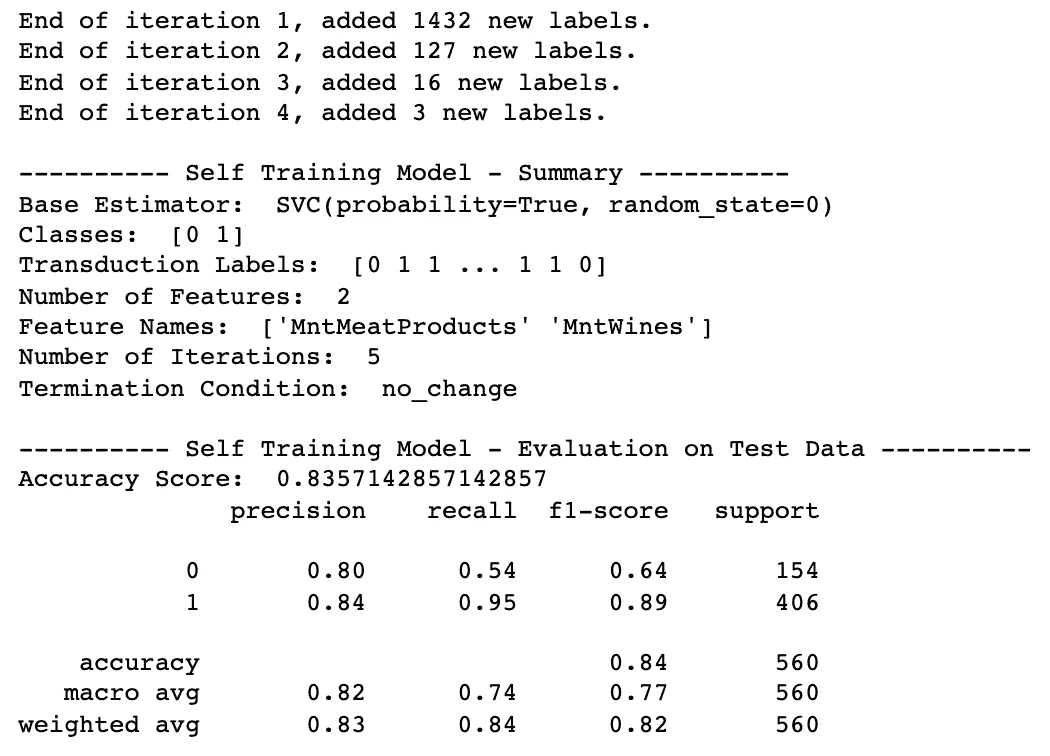 End of iteration 1, added 1432 new labels.
End of iteration 2, added 127 new labels.
End of iteration 3, added 16 new labels.
End of iteration 4, added 3 new labels.
---------- Self Training Model - Summary ----------
Base Estimator:  SVC(probability=True, random_state=0)
Classes:  [0 1]
Transduction Labels:  [0 1 1 ... 1 1 0]
Number of Features:  2
Feature Names:  ['MntMeatProducts' 'MntWines']
Number of Iterations:  5
Termination Condition:  no_change
---------- Self Training Model - Evaluation on Test Data ----------
Accuracy Score:  0.8357142857142857
precision    recall  f1-score   support
0       0.80      0.54      0.64       154
1       0.84      0.95      0.89       406
accuracy                           0.84       560
macro avg       0.82      0.74      0.77       560
weighted avg       0.83      0.84      0.82       560